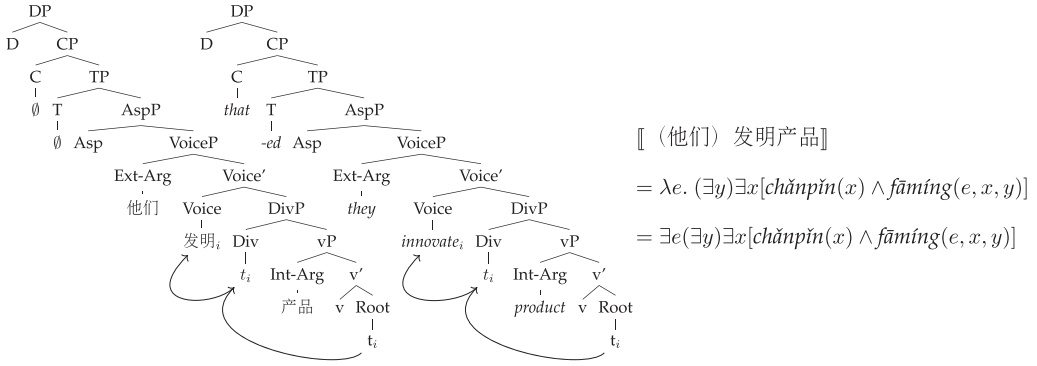 DP DP
D CP D CP
C TP C TP
∅ T AspP that T AspP
∅ Asp VoiceP -ed Asp VoiceP
⟦（他们）发明产品⟧
Ext-Arg Voice′ Ext-Arg Voice′
= λe. (∃y)∃x[chǎnpǐn(x) ∧ fāmíng(e, x, y)]
他们 Voice DivP they Voice DivP
发明i Div vP innovatei Div vP
= ∃e(∃y)∃x[chǎnpǐn(x) ∧ fāmíng(e, x, y)]
ti Int-Arg v′ ti Int-Arg v′
产品 v Root product v Root
ti ti